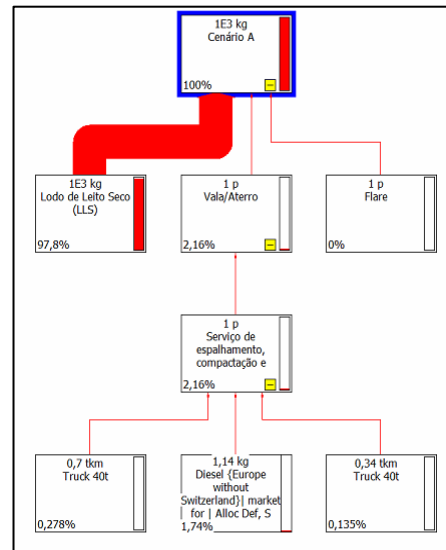 1E3 kg
Cenário A
100%
1E3 kg
Lodo de Leito Seco
(LLS)
97,8%
1 p
Vala/Aterro
2,16%
1 p
Flare
0%
1 p
Serviço de
espalhamento,
compactação e
2,16%
0,7 tkm
Truck 40t
0,278%
1,14 kg
Diesel {Europe
without
Switzerland}| market
for | Alloc Def, S
1,74%
0,34 tkm
Truck 40t
0,135%